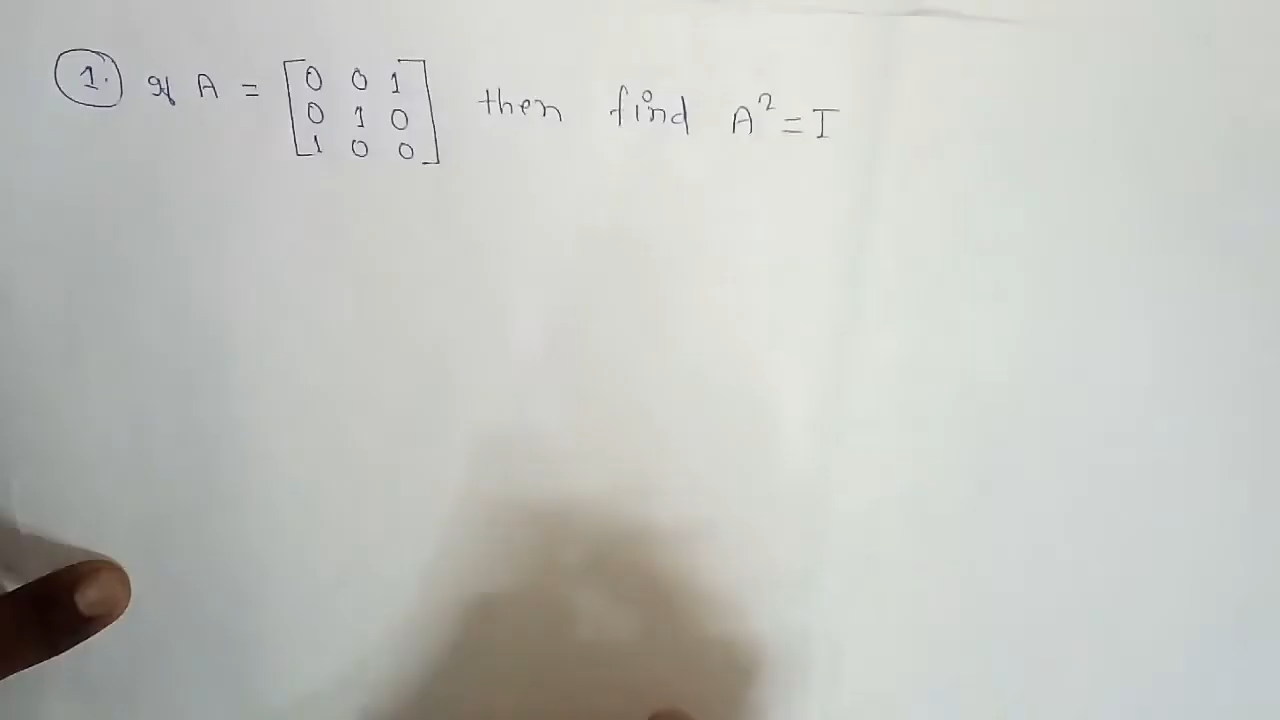 1. If A = [0 0 1
0 1 0
1 0 0] then find A² = I